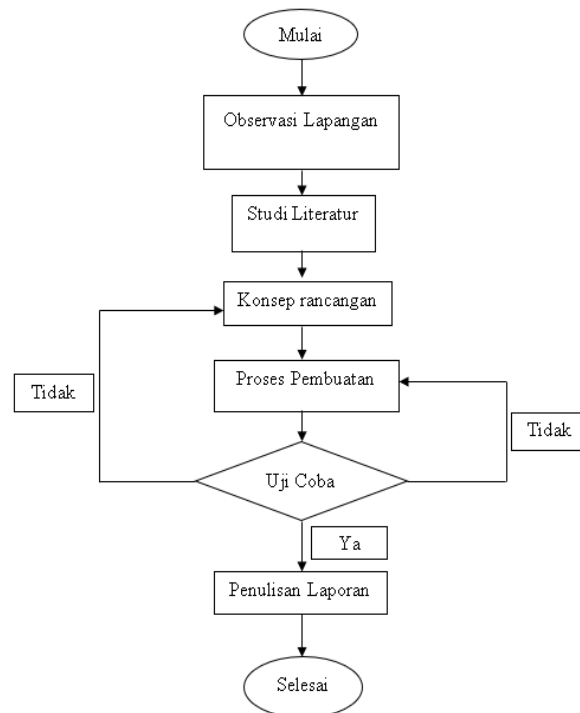 Mulai
Observasi Lapangan
Studi Literatur
Konsep rancangan
Proses Pembuatan
Tidak
Tidak
Uji Coba
Ya
Penulisan Laporan
Selesai